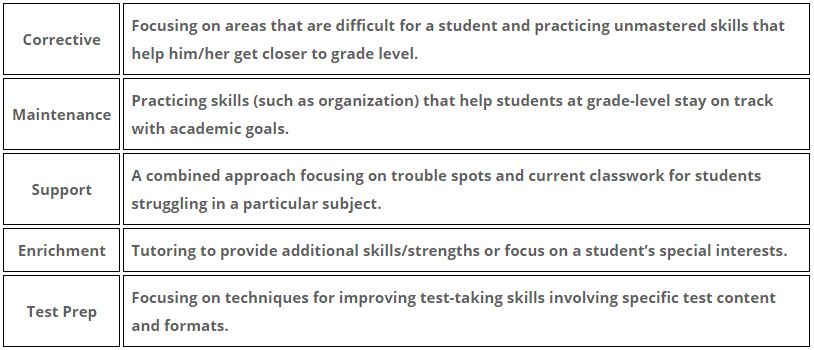 Corrective
Focusing on areas that are difficult for a student and practicing unmastered skills that
help him/her get closer to grade level.
Maintenance
Practicing skills (such as organization) that help students at grade-level stay on track
with academic goals.
Support
A combined approach focusing on trouble spots and current classwork for students
struggling in a particular subject.
Enrichment
Tutoring to provide additional skills/strengths or focus on a student’s special interests.
Test Prep
Focusing on techniques for improving test-taking skills involving specific test content
and formats.